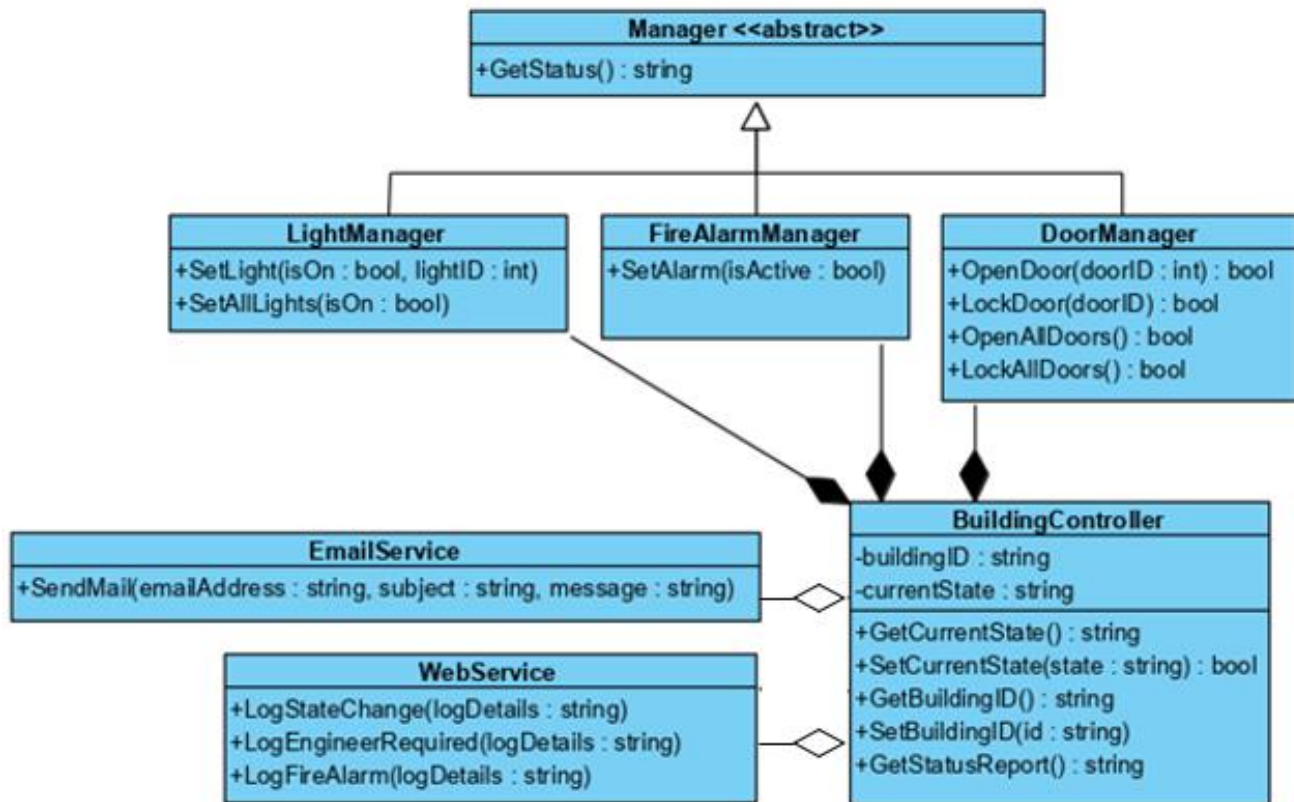 Manager <<abstract>>
+GetStatus() : string
LightManager
+SetLight(isOn : bool, lightID : int)
+SetAllLights(isOn : bool)
FireAlarmManager
+SetAlarm(isActive : bool)
DoorManager
+OpenDoor(doorID : int) : bool
+LockDoor(doorID) : bool
+OpenAllDoors() : bool
+LockAllDoors() : bool
EmailService
+SendMail(emailAddress : string, subject : string, message : string)
WebService
+LogStateChange(logDetails : string)
+LogEngineerRequired(logDetails : string)
+LogFireAlarm(logDetails : string)
BuildingController
-buildingID : string
-currentState : string
+GetCurrentState() : string
+SetCurrentState(state : string) : bool
+GetBuildingID() : string
+SetBuildingID(id : string)
+GetStatusReport() : string